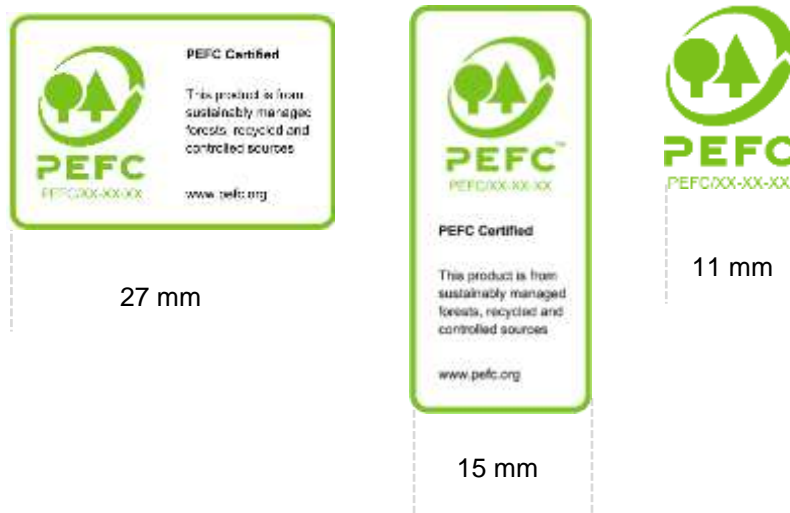 PEFC
PEFC/XX-XX-XX
PEFC Certified
This product is from
sustainably managed
forests, recycled and
controlled sources
www.pefc.org
27 mm
PEFC™
PEFC/XX-XX-XX
PEFC Certified
This product is from
sustainably managed
forests, recycled and
controlled sources
www.pefc.org
15 mm
PEFC
PEFC/XX-XX-XX
11 mm